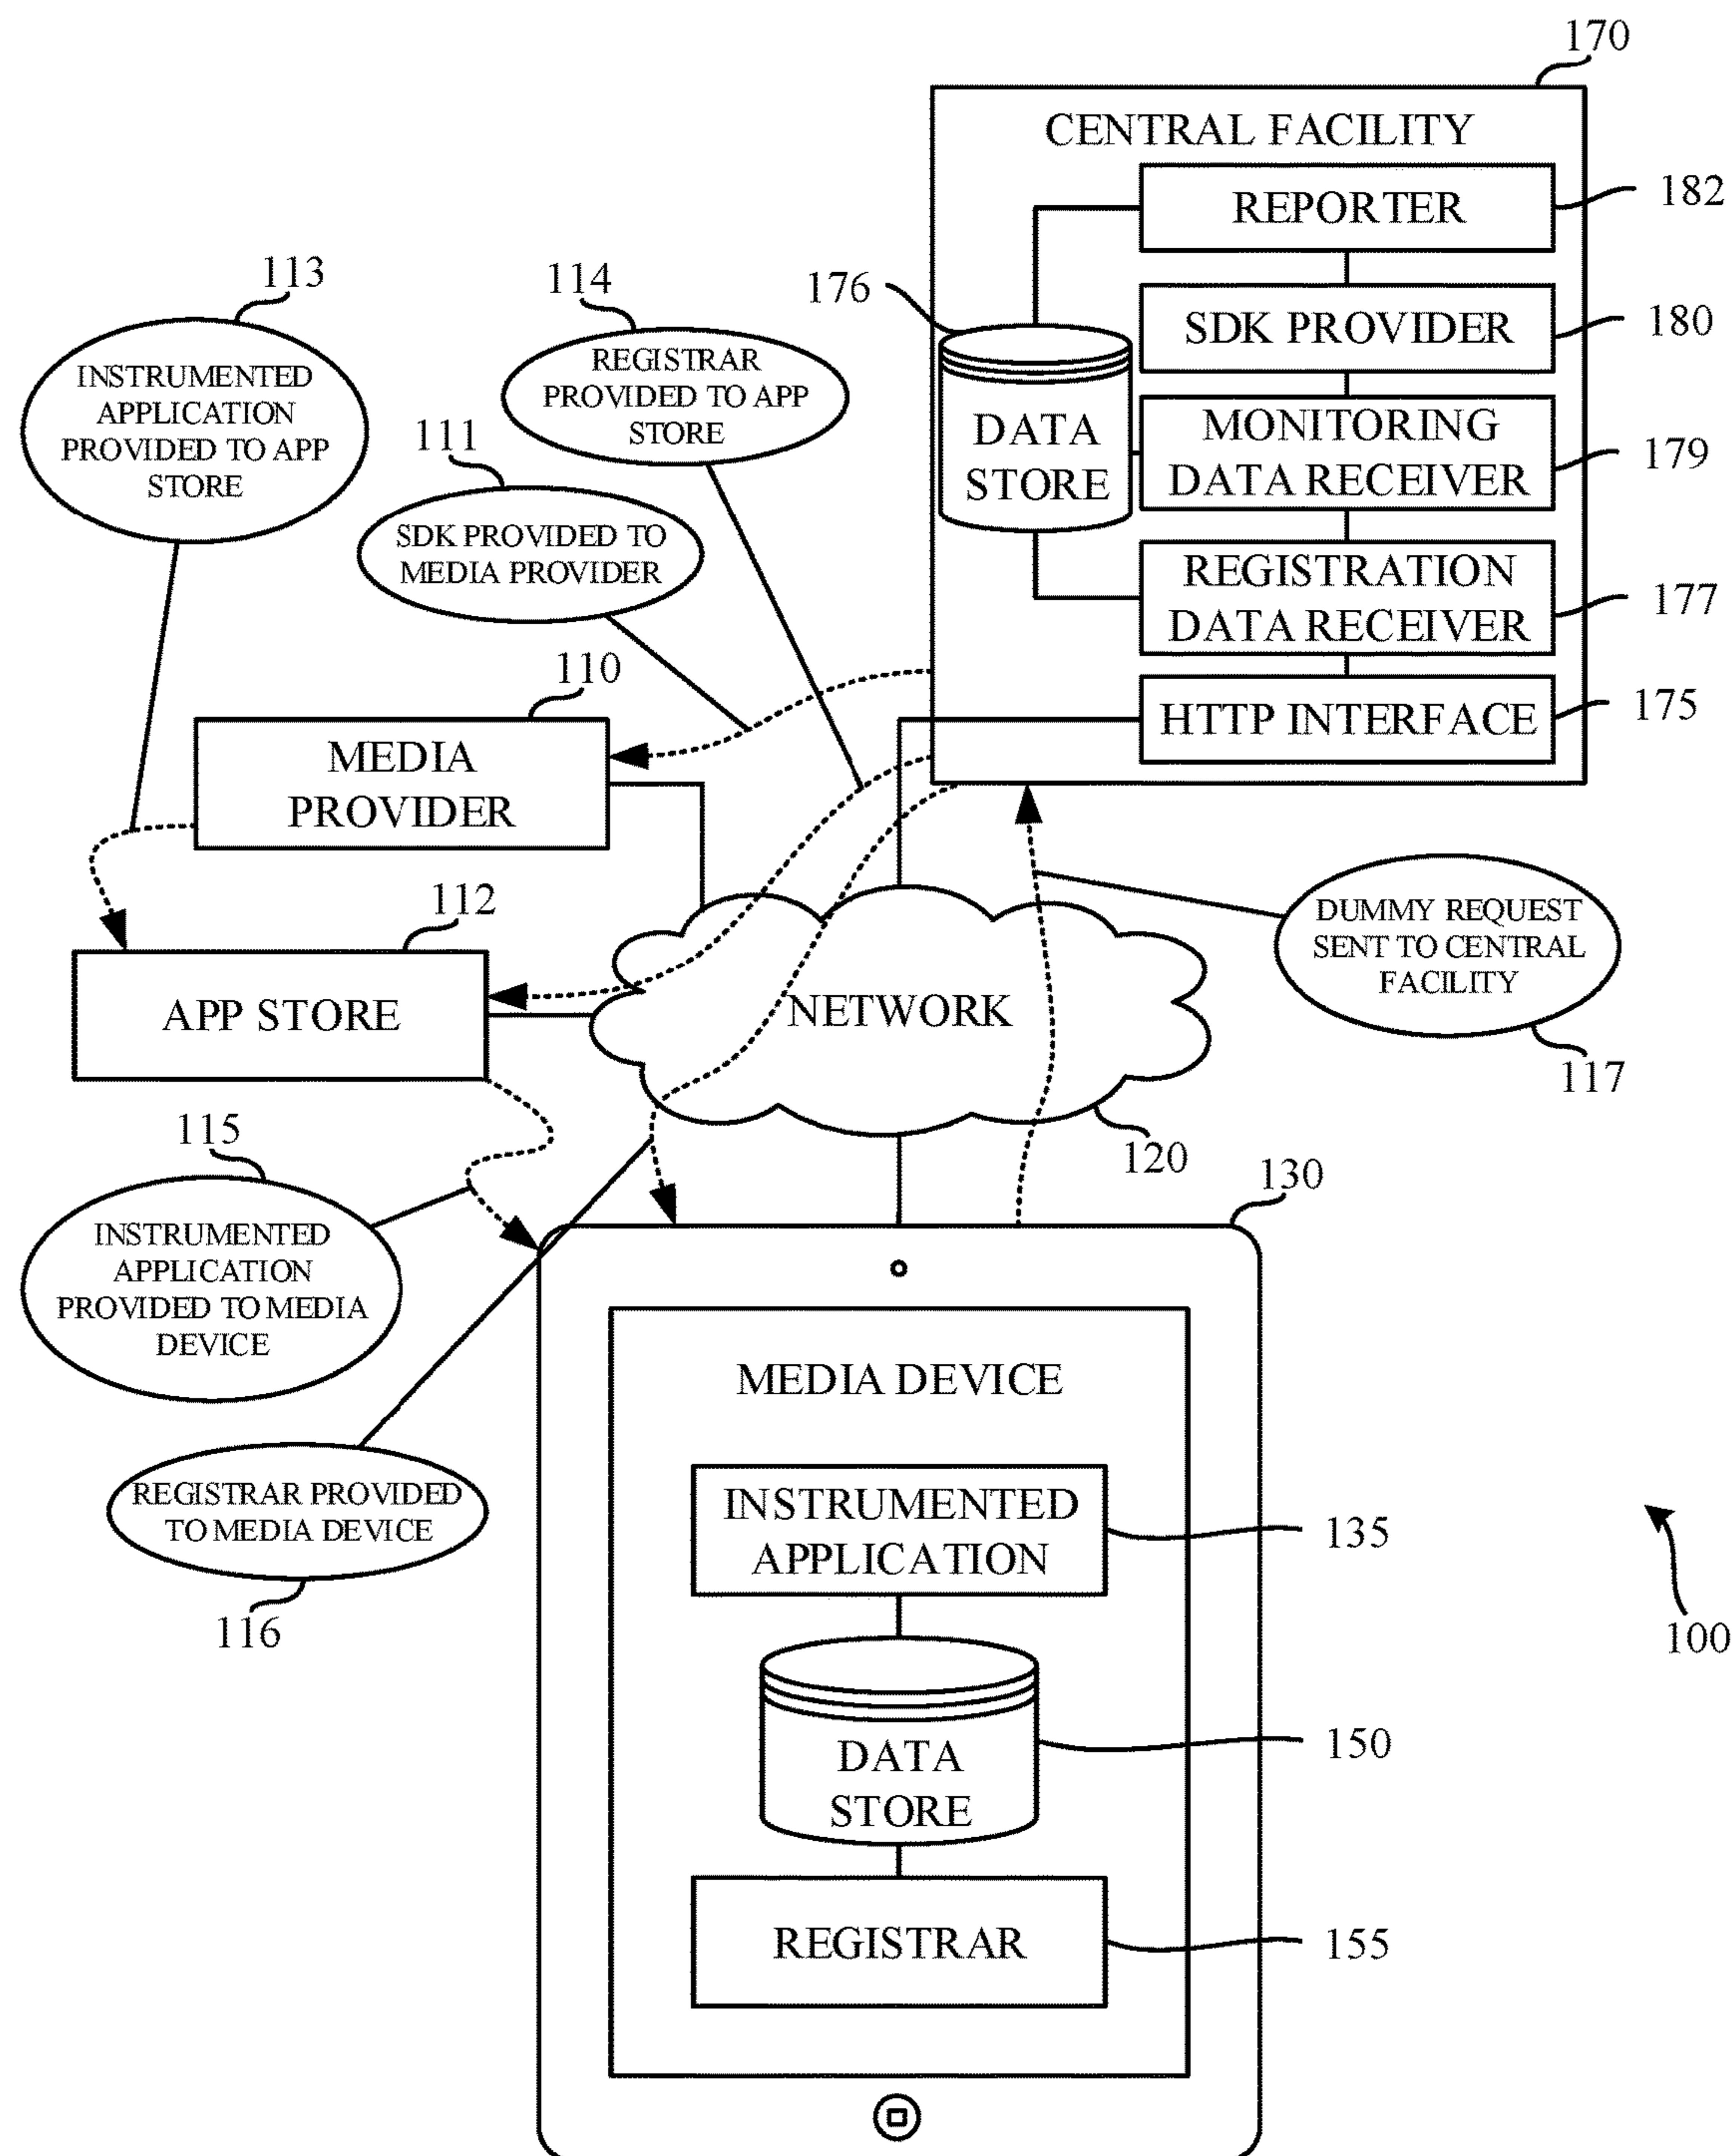 170
CENTRAL FACILITY
REPORTER
182
SDK PROVIDER
180
176
DATA
STORE
MONITORING
DATA RECEIVER
179
REGISTRATION
DATA RECEIVER
177
HTTP INTERFACE
175
113
INSTRUMENTED
APPLICATION
PROVIDED TO APP
STORE
114
REGISTRAR
PROVIDED TO APP
STORE
111
SDK PROVIDED TO
MEDIA PROVIDER
110
MEDIA
PROVIDER
112
APP STORE
NETWORK
120
DUMMY REQUEST
SENT TO CENTRAL
FACILITY
117
115
INSTRUMENTED
APPLICATION
PROVIDED TO MEDIA
DEVICE
REGISTRAR PROVIDED
TO MEDIA DEVICE
116
130
MEDIA DEVICE
INSTRUMENTED
APPLICATION
135
DATA
STORE
150
REGISTRAR
155
100